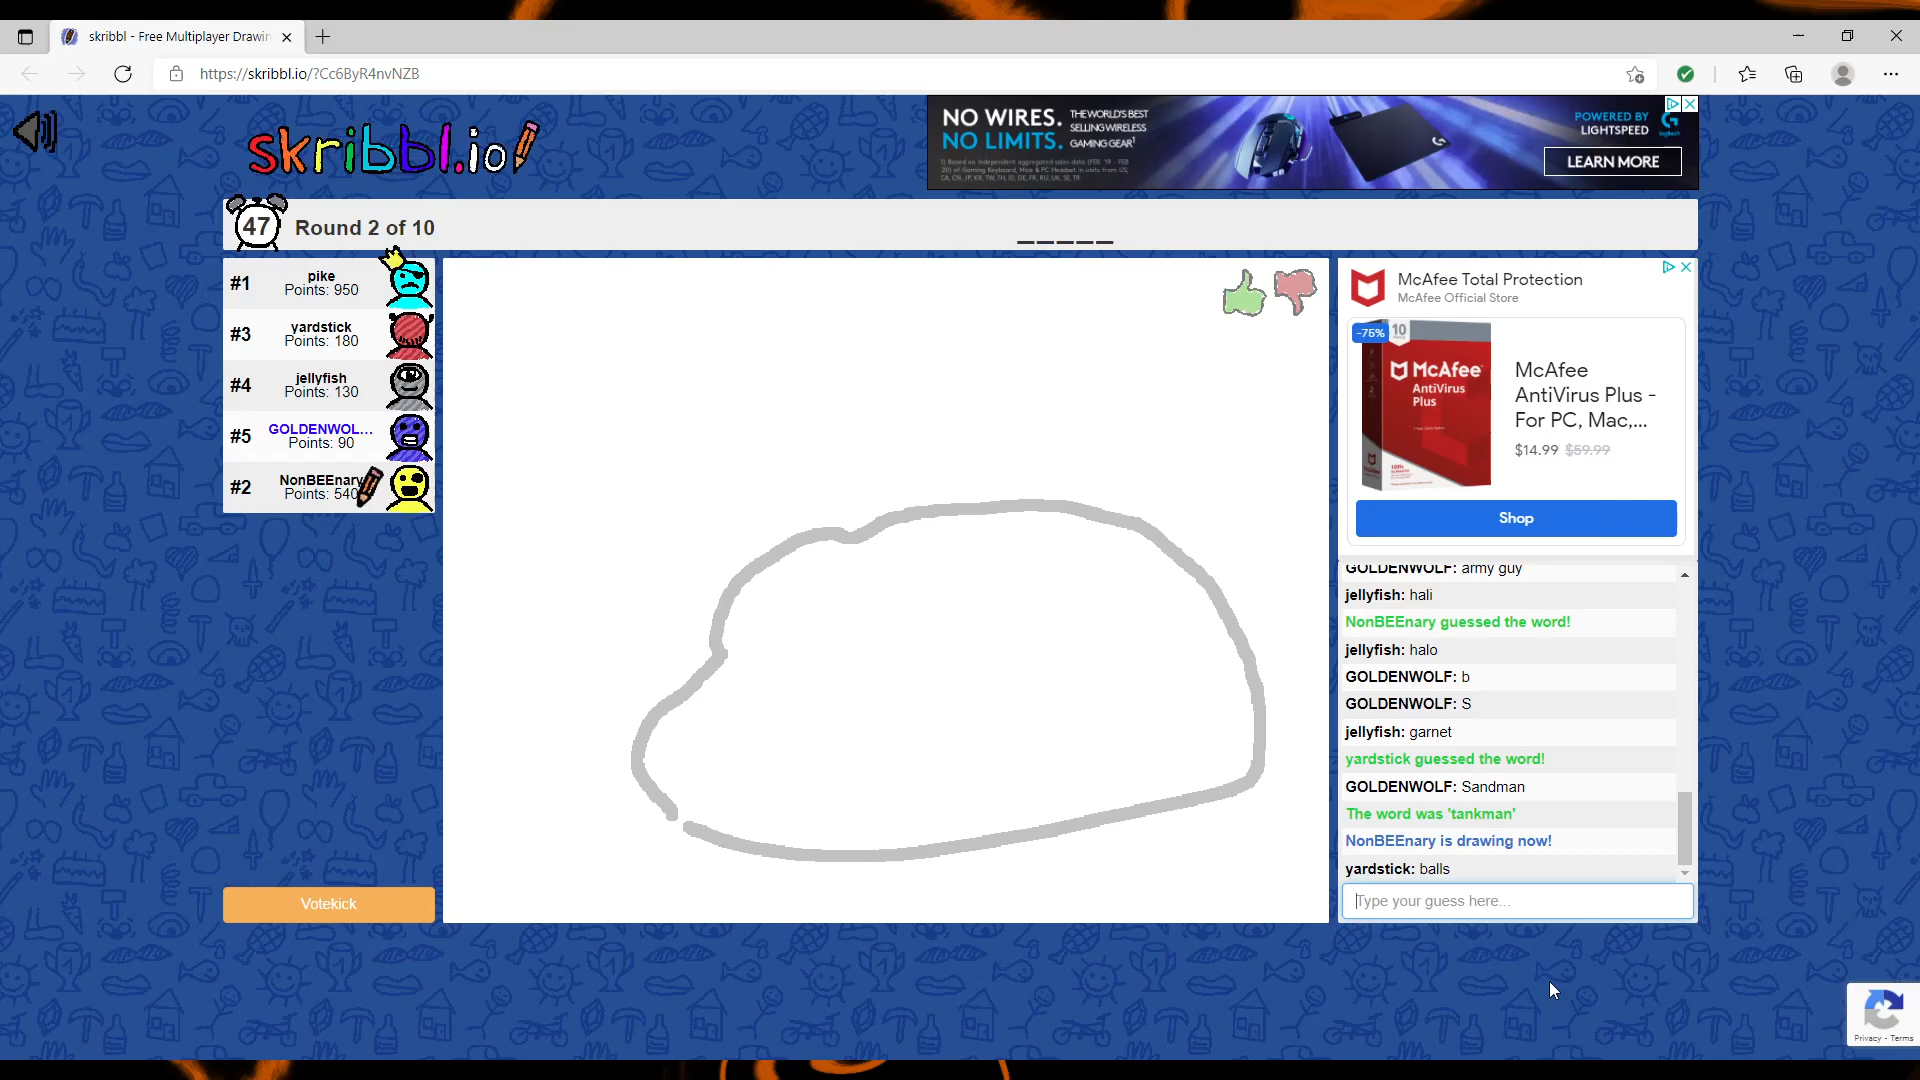 skribbl - Free Multiplayer Drawin
https://skribbl.io/?Cc6ByR4nvNZB
skribbl.io
NO WIRES.
NO LIMITS.
THE WORLD'S BEST
SELLING WIRELESS
GAMING GEAR¹
POWERED BY
LIGHTSPEED
logitech
LEARN MORE
47
Round 2 of 10
_ _ _ _ _
#1
pike
Points: 950
#3
yardstick
Points: 180
#4
jellyfish
Points: 130
#5
GOLDENWOL...
Points: 90
#2
NonBEEnary
Points: 540
Votekick
McAfee Total Protection
McAfee Official Store
-75%
10
McAfee
AntiVirus
Plus
McAfee
AntiVirus Plus -
For PC, Mac,...
$14.99 $59.99
Shop
GOLDENWOLF: army guy
jellyfish: hali
NonBEEnary guessed the word!
jellyfish: halo
GOLDENWOLF: b
GOLDENWOLF: S
jellyfish: garnet
yardstick guessed the word!
GOLDENWOLF: Sandman
The word was 'tankman'
NonBEEnary is drawing now!
yardstick: balls
Type your guess here...
Privacy - Terms